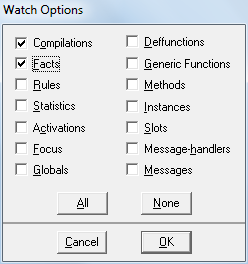 Watch Options
Compilations
Facts
Rules
Statistics
Activations
Focus
Globals
Deffunctions
Generic Functions
Methods
Instances
Slots
Message-handlers
Messages
All
None
Cancel
OK